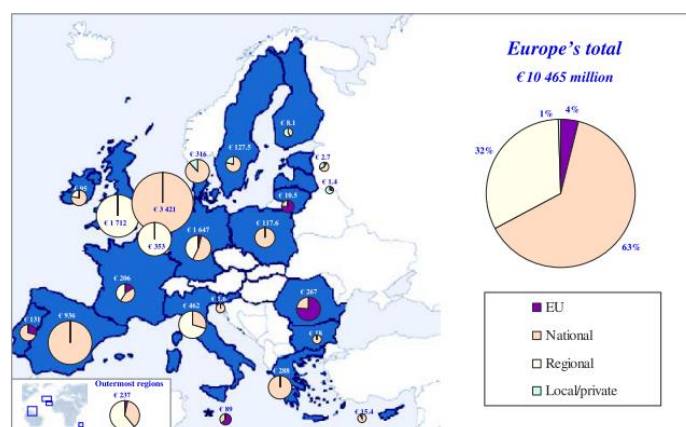 Europe's total
€ 10 465 million
1%
4%
32%
63%
EU
National
Regional
Local/private
€ 8.1
€ 127.5
€ 316
€ 2.7
€ 1.4
€ 10.5
€ 95
€ 3 421
€ 1 712
€ 353
€ 1 647
€ 117.6
€ 206
€ 267
€ 462
€ 131
€ 936
€ 288
€ 89
€ 15.4
Outermost regions
€ 237